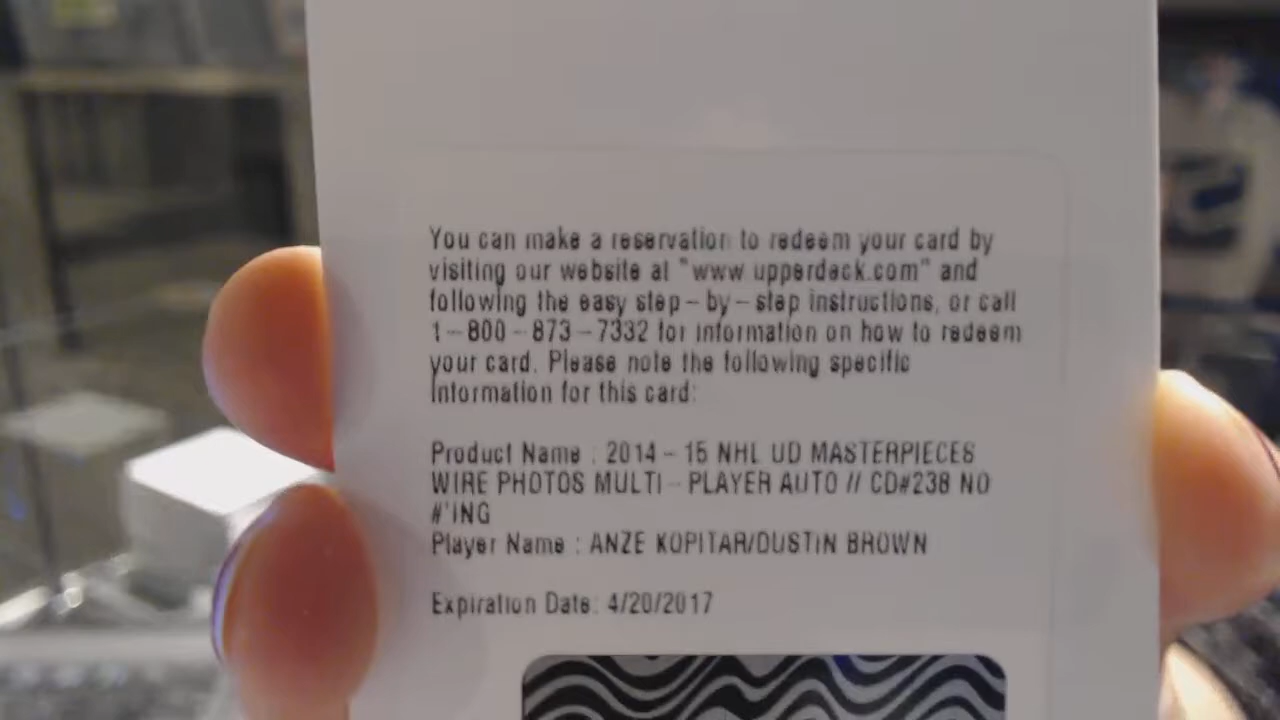 You can make a reservation to redeem your card by
visiting our website at "www upperdeck.com" and
following the easy step-by-step instructions, or call
1-800-873-7332 for information on how to redeem
your card. Please note the following specific
Information for this card:
Product Name : 2014-15 NHL UD MASTERPIECES
WIRE PHOTOS MULTI-PLAYER AUTO // CD#238 NO
#'ING
Player Name : ANZE KOPITAR/DUSTIN BROWN
Expiration Date: 4/20/2017